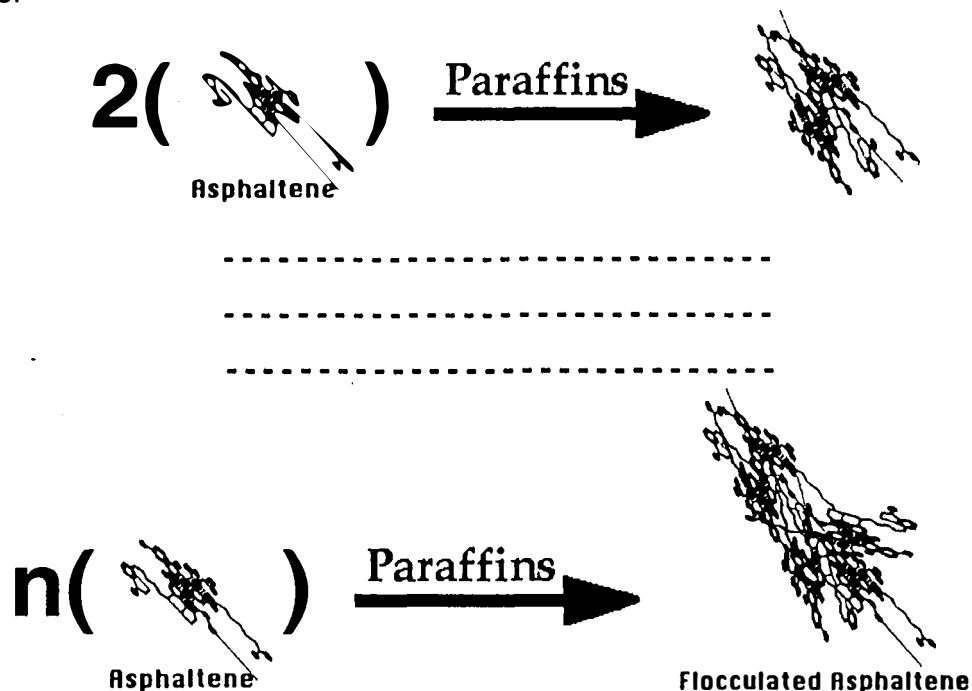 2( ) Paraffins
Asphaltene
n( ) Paraffins
Asphaltene
Flocculated Asphaltene